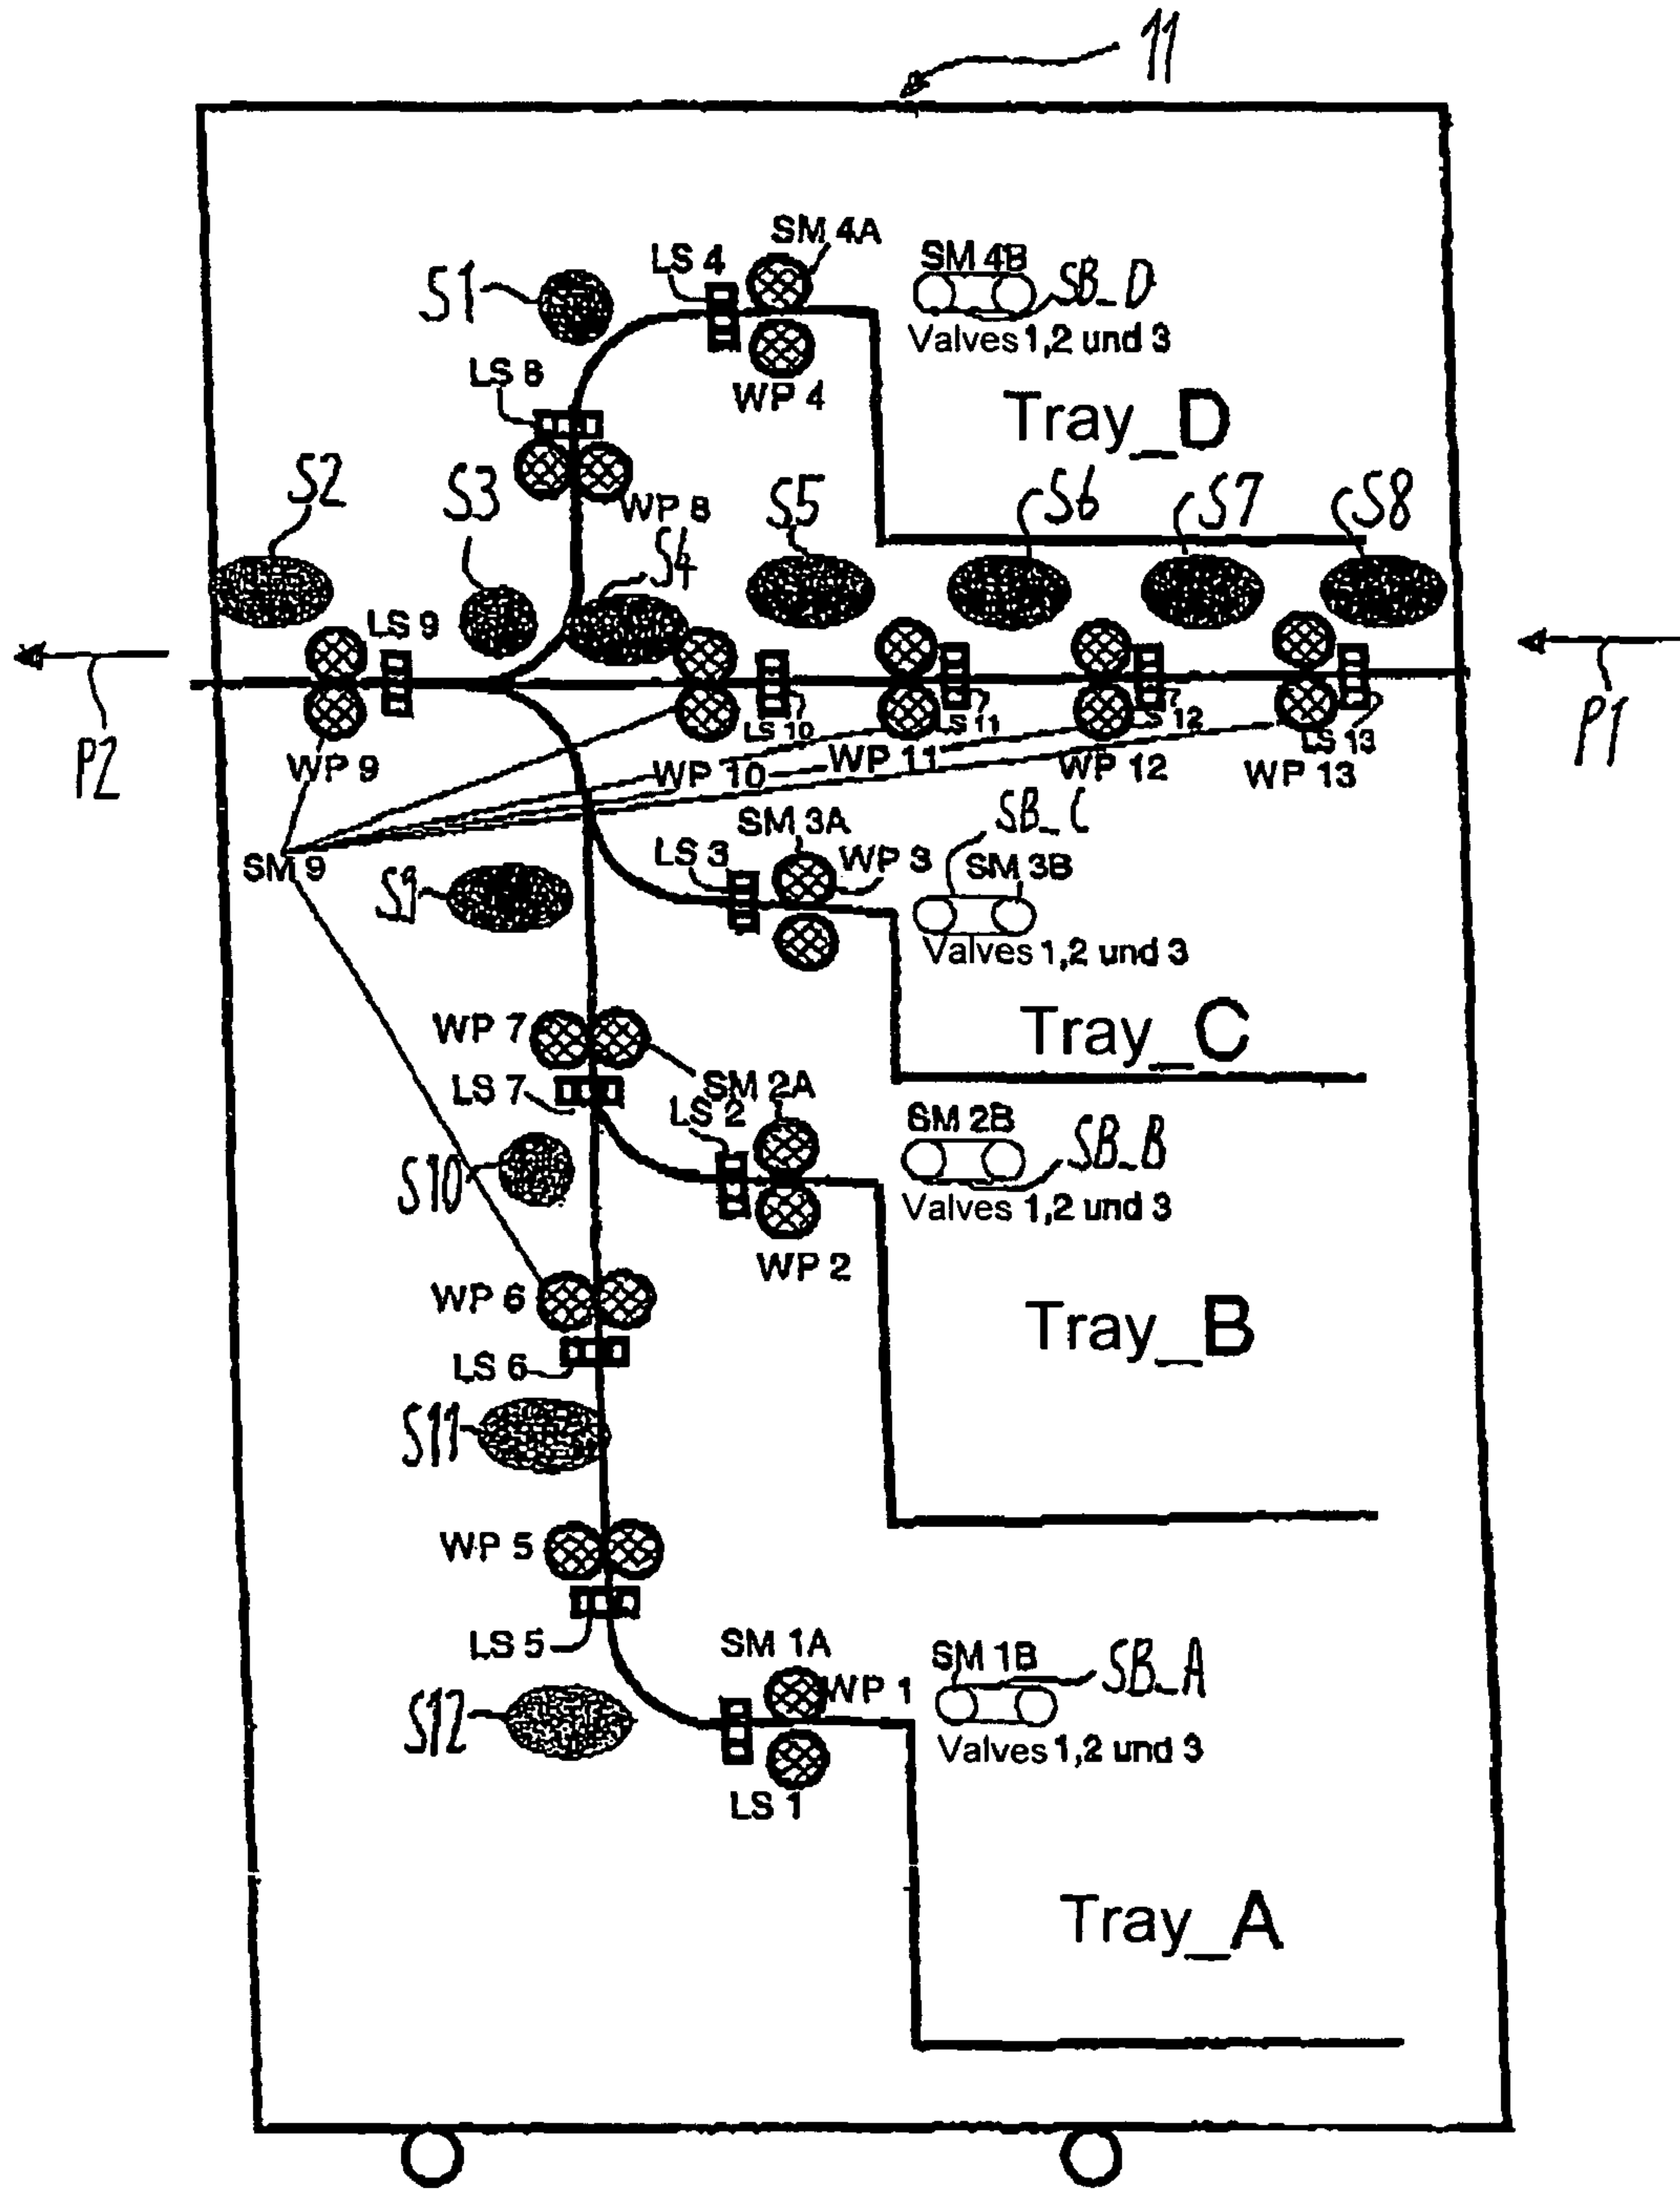 11
SM 4A
LS 4
SM 4B
SB_D
S1
Valves 1,2 und 3
LS 8
WP 4
Tray_D
S2
S3
WP 8
S4
S5
S6
S7
S8
LS 9
P2
WP 9
LS 10
LS 11
LS 12
LS 13
WP 10
WP 11
WP 12
WP 13
P1
SM 9
SM 3A
SB_C
LS 3
WP 3
SM 3B
S9
Valves 1,2 und 3
WP 7
Tray_C
LS 7
SM 2A
LS 2
SM 2B
SB_B
S10
Valves 1,2 und 3
WP 2
WP 6
Tray_B
LS 6
S11
WP 5
LS 5
SM 1A
SM 1B
SB_A
WP 1
S12
Valves 1,2 und 3
LS 1
Tray_A